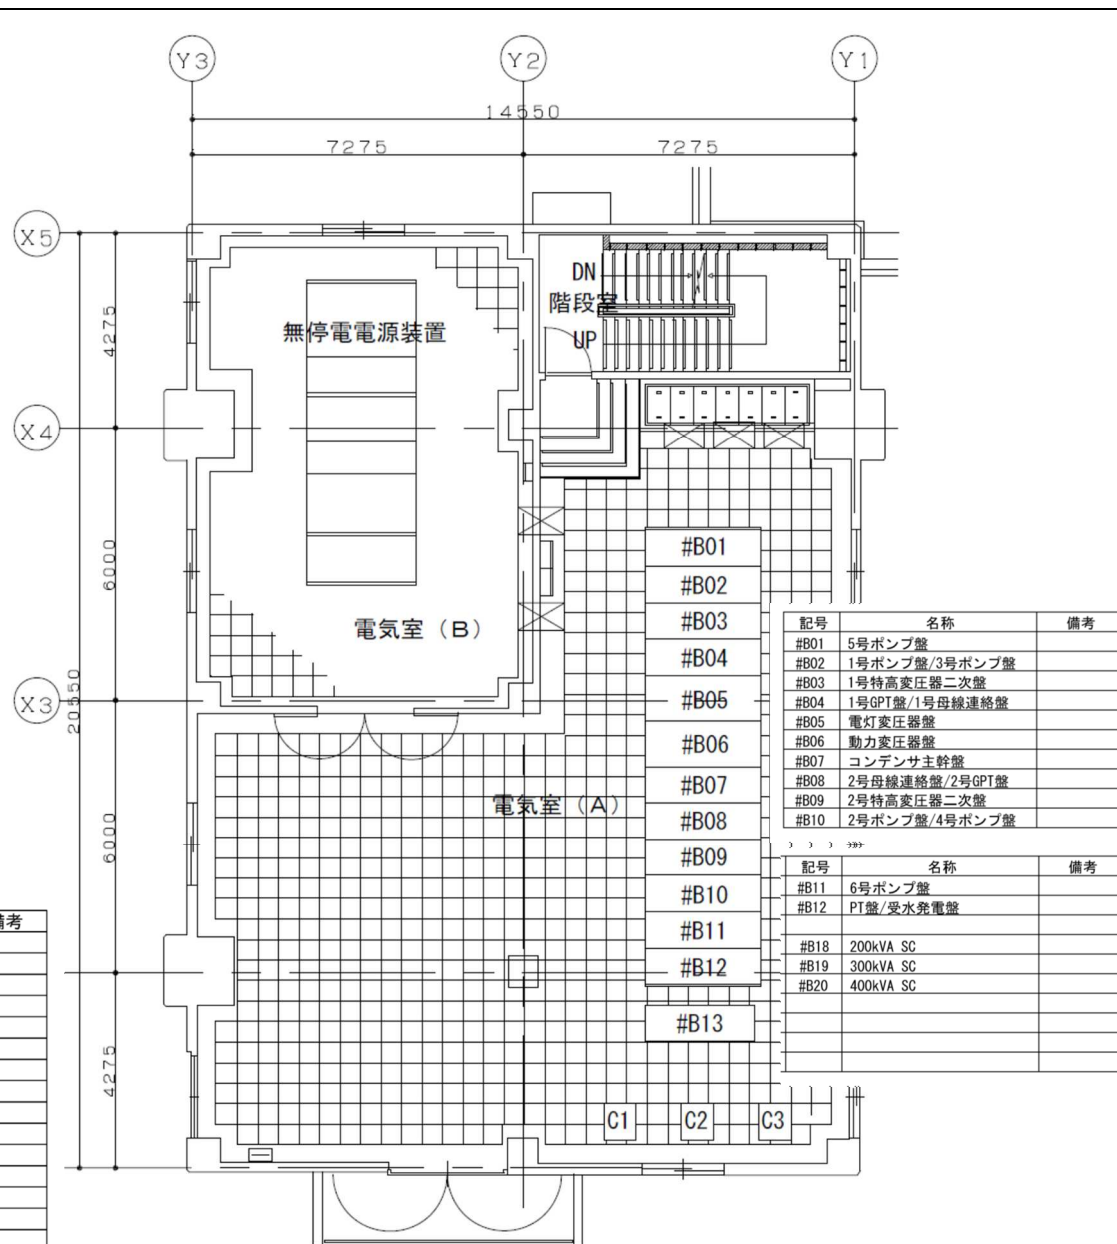 Y3
Y2
Y1
14550
7275
7275
X5
4275
DN
階段室
UP
無停電電源装置
X4
6000
#B01
#B02
#B03
#B04
#B05
#B06
#B07
#B08
#B09
#B10
#B11
#B12
#B13
電気室（B）
X3
20550
電気室（A）
6000
4275
C1 C2 C3
記号 名称 備考
#B01 5号ポンプ盤
#B02 1号ポンプ盤/3号ポンプ盤
#B03 1号特高変圧器二次盤
#B04 1号GPT盤/1号母線連絡盤
#B05 電灯変圧器盤
#B06 動力変圧器盤
#B07 コンデンサ主幹盤
#B08 2号母線連絡盤/2号GPT盤
#B09 2号特高変圧器二次盤
#B10 2号ポンプ盤/4号ポンプ盤
記号 名称 備考
#B11 6号ポンプ盤
#B12 PT盤/受水発電盤
#B18 200kVA SC
#B19 300kVA SC
#B20 400kVA SC
備考